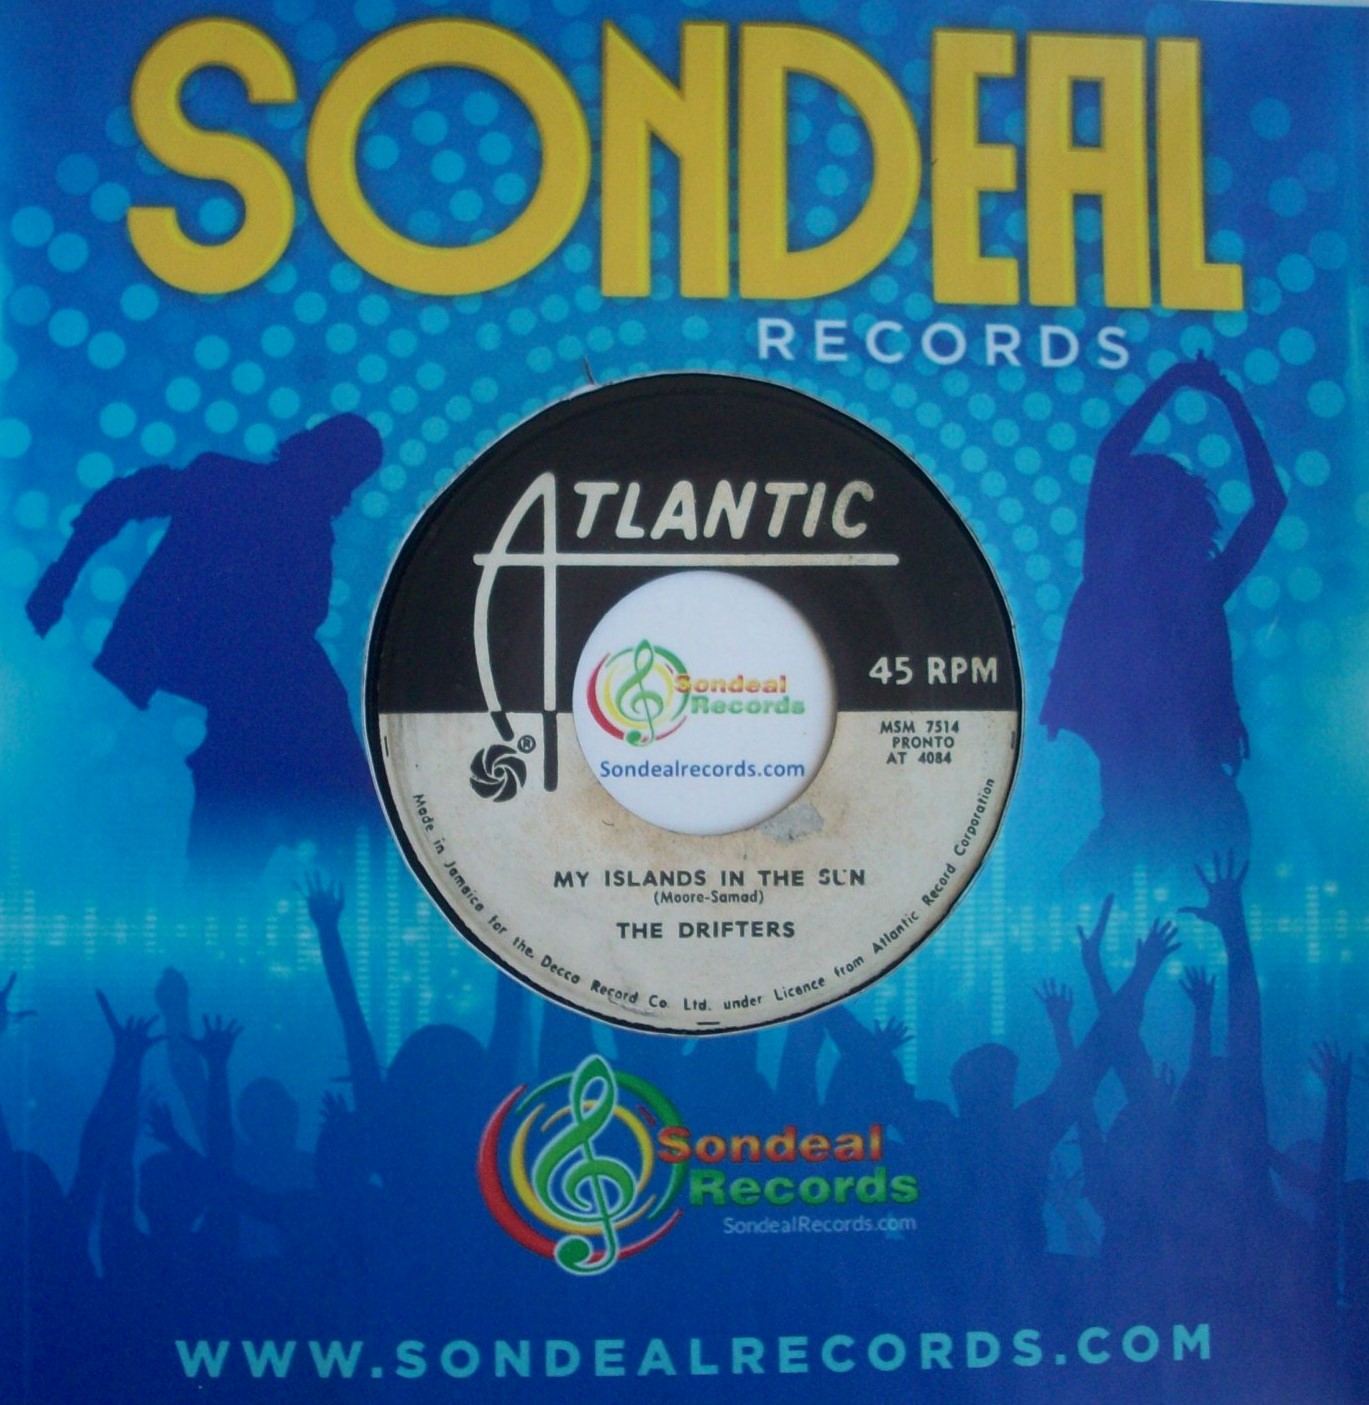 SONDEAL
RECORDS
ATLANTIC
45 RPM
Sondeal
Records
Sondealrecords.com
MSM 7514
PRONTO
AT 4084
®
MY ISLANDS IN THE SUN
(Moore-Samad)
THE DRIFTERS
Made in Jamaica for the Decca Record Co. Ltd. under Licence from Atlantic Record Corporation
Sondeal
Records
SondealRecords.com
WWW.SONDEALRECORDS.COM